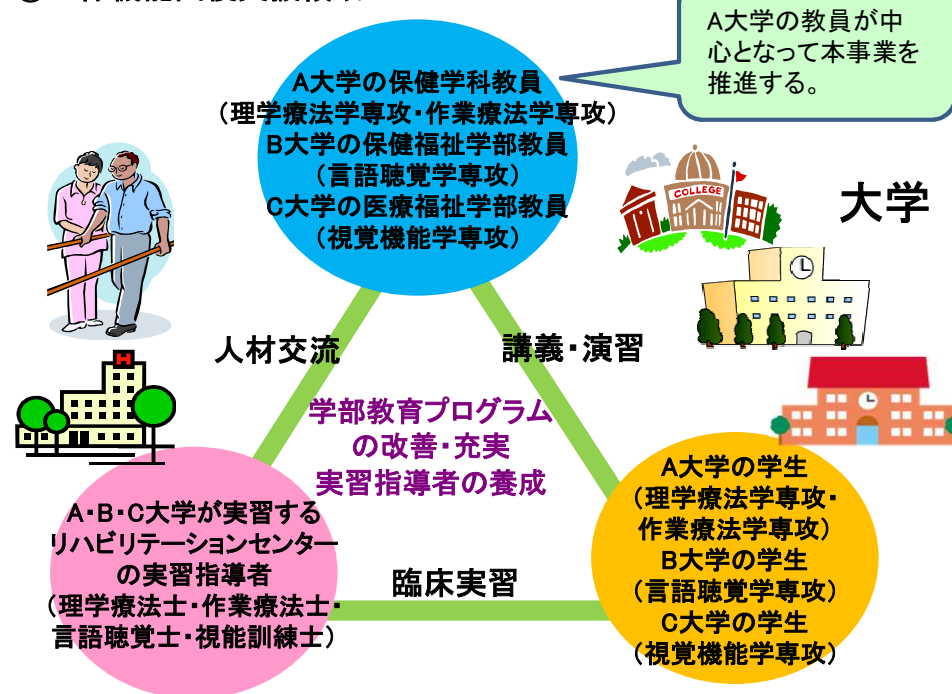 A大学の教員が中
心となって本事業を
推進する。
A大学の保健学科教員
(理学療法学専攻・作業療法学専攻)
B大学の保健福祉学部教員
(言語聴覚学専攻)
C大学の医療福祉学部教員
(視覚機能学専攻)
COLLEGE
大学
人材交流
講義・演習
H
学部教育プログラム
の改善・充実
実習指導者の養成
A・B・C大学が実習する
リハビリテーションセンター
の実習指導者
(理学療法士・作業療法士・
言語聴覚士・視能訓練士)
臨床実習
A大学の学生
(理学療法学専攻・
作業療法学専攻)
B大学の学生
(言語聴覚学専攻)
C大学の学生
(視覚機能学専攻)